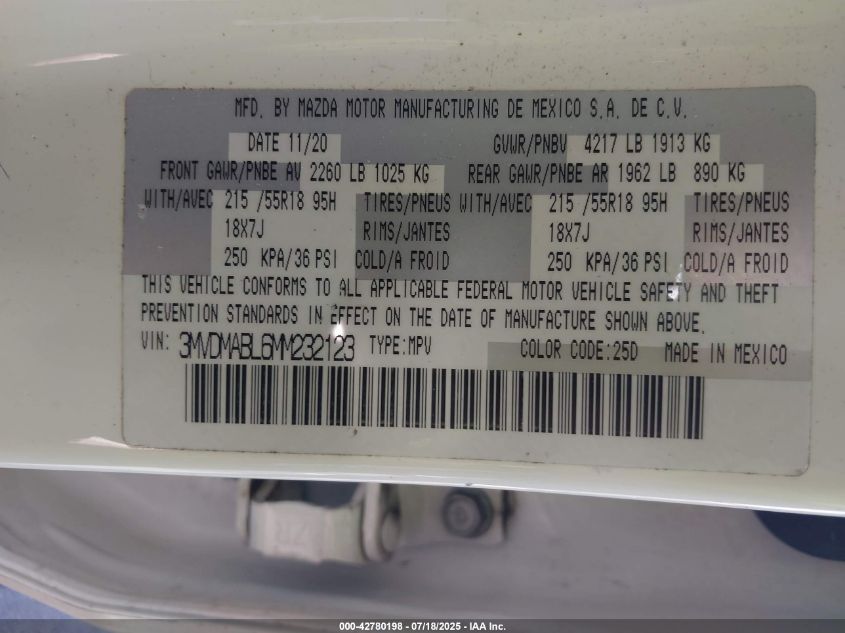 MFD. BY MAZDA MOTOR MANUFACTURING DE MEXICO S.A. DE C.V.
DATE 11/20 GVWR/PNBV 4217 LB 1913 KG
FRONT GAWR/PNBE AV 2260 LB 1025 KG REAR GAWR/PNBE AR 1962 LB 890 KG
WITH/AVEC 215 /55R18 95H TIRES/PNEUS WITH/AVEC 215 /55R18 95H TIRES/PNEUS
18X7J RIMS/JANTES 18X7J RIMS/JANTES
250 KPA/36 PSI COLD/A FROID 250 KPA/36 PSI COLD/A FROID
THIS VEHICLE CONFORMS TO ALL APPLICABLE FEDERAL MOTOR VEHICLE SAFETY AND THEFT
PREVENTION STANDARDS IN EFFECT ON THE DATE OF MANUFACTURE SHOWN ABOVE.
VIN: 3MVDMABL6MM232123 TYPE:MPV COLOR CODE:25D MADE IN MEXICO
000-42780198 - 07/18/2025 - IAA Inc.